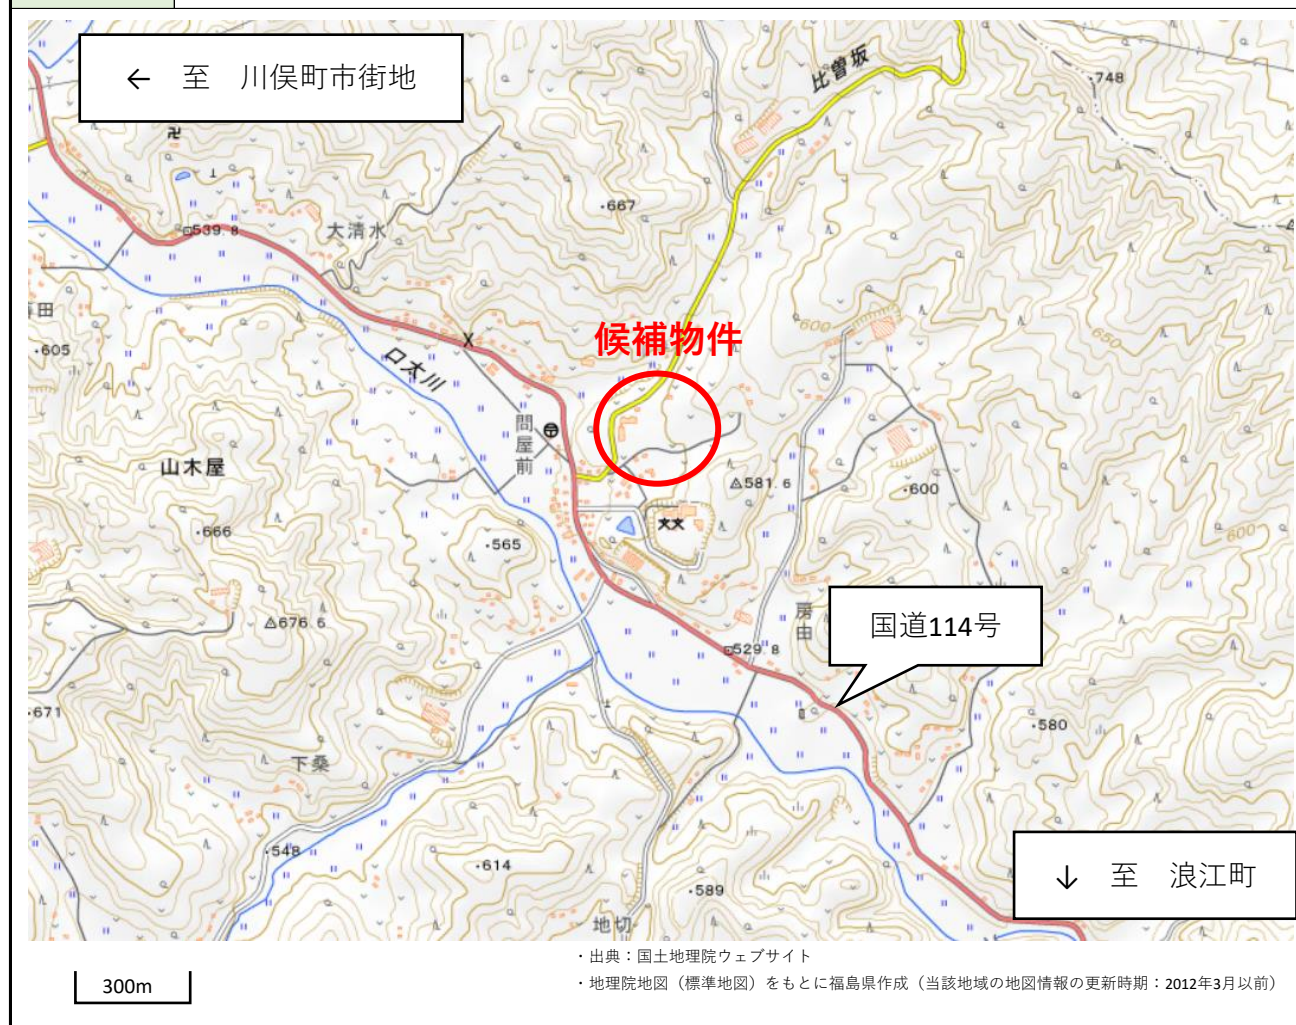 ← 至 川俣町市街地
比曽坂
・748
・667
539.8
大清水
田
・605
候補物件
口太川
問屋前
山木屋
△581.6
・600
600
650
600
・666
・565
文文
△676.5
房田
国道114号
529.8
・671
・580
下桑
・548
・614
・589
地切
↓ 至 浪江町
300m
・出典：国土地理院ウェブサイト
・地理院地図（標準地図）をもとに福島県作成（当該地域の地図情報の更新時期：2012年3月以前）